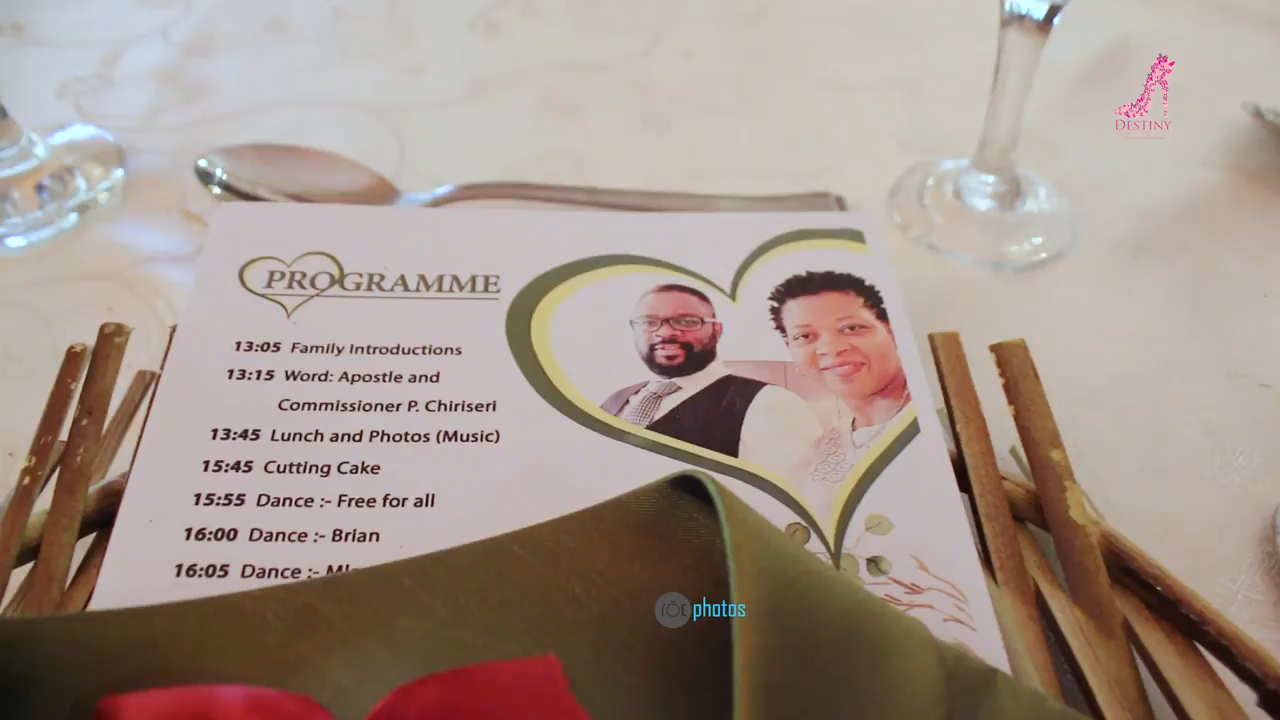 DESTINY
PROGRAMME
13:05 Family Introductions
13:15 Word: Apostle and
Commissioner P. Chiriseri
13:45 Lunch and Photos (Music)
15:45 Cutting Cake
15:55 Dance :- Free for all
16:00 Dance :- Brian
16:05 Dance :-
photos